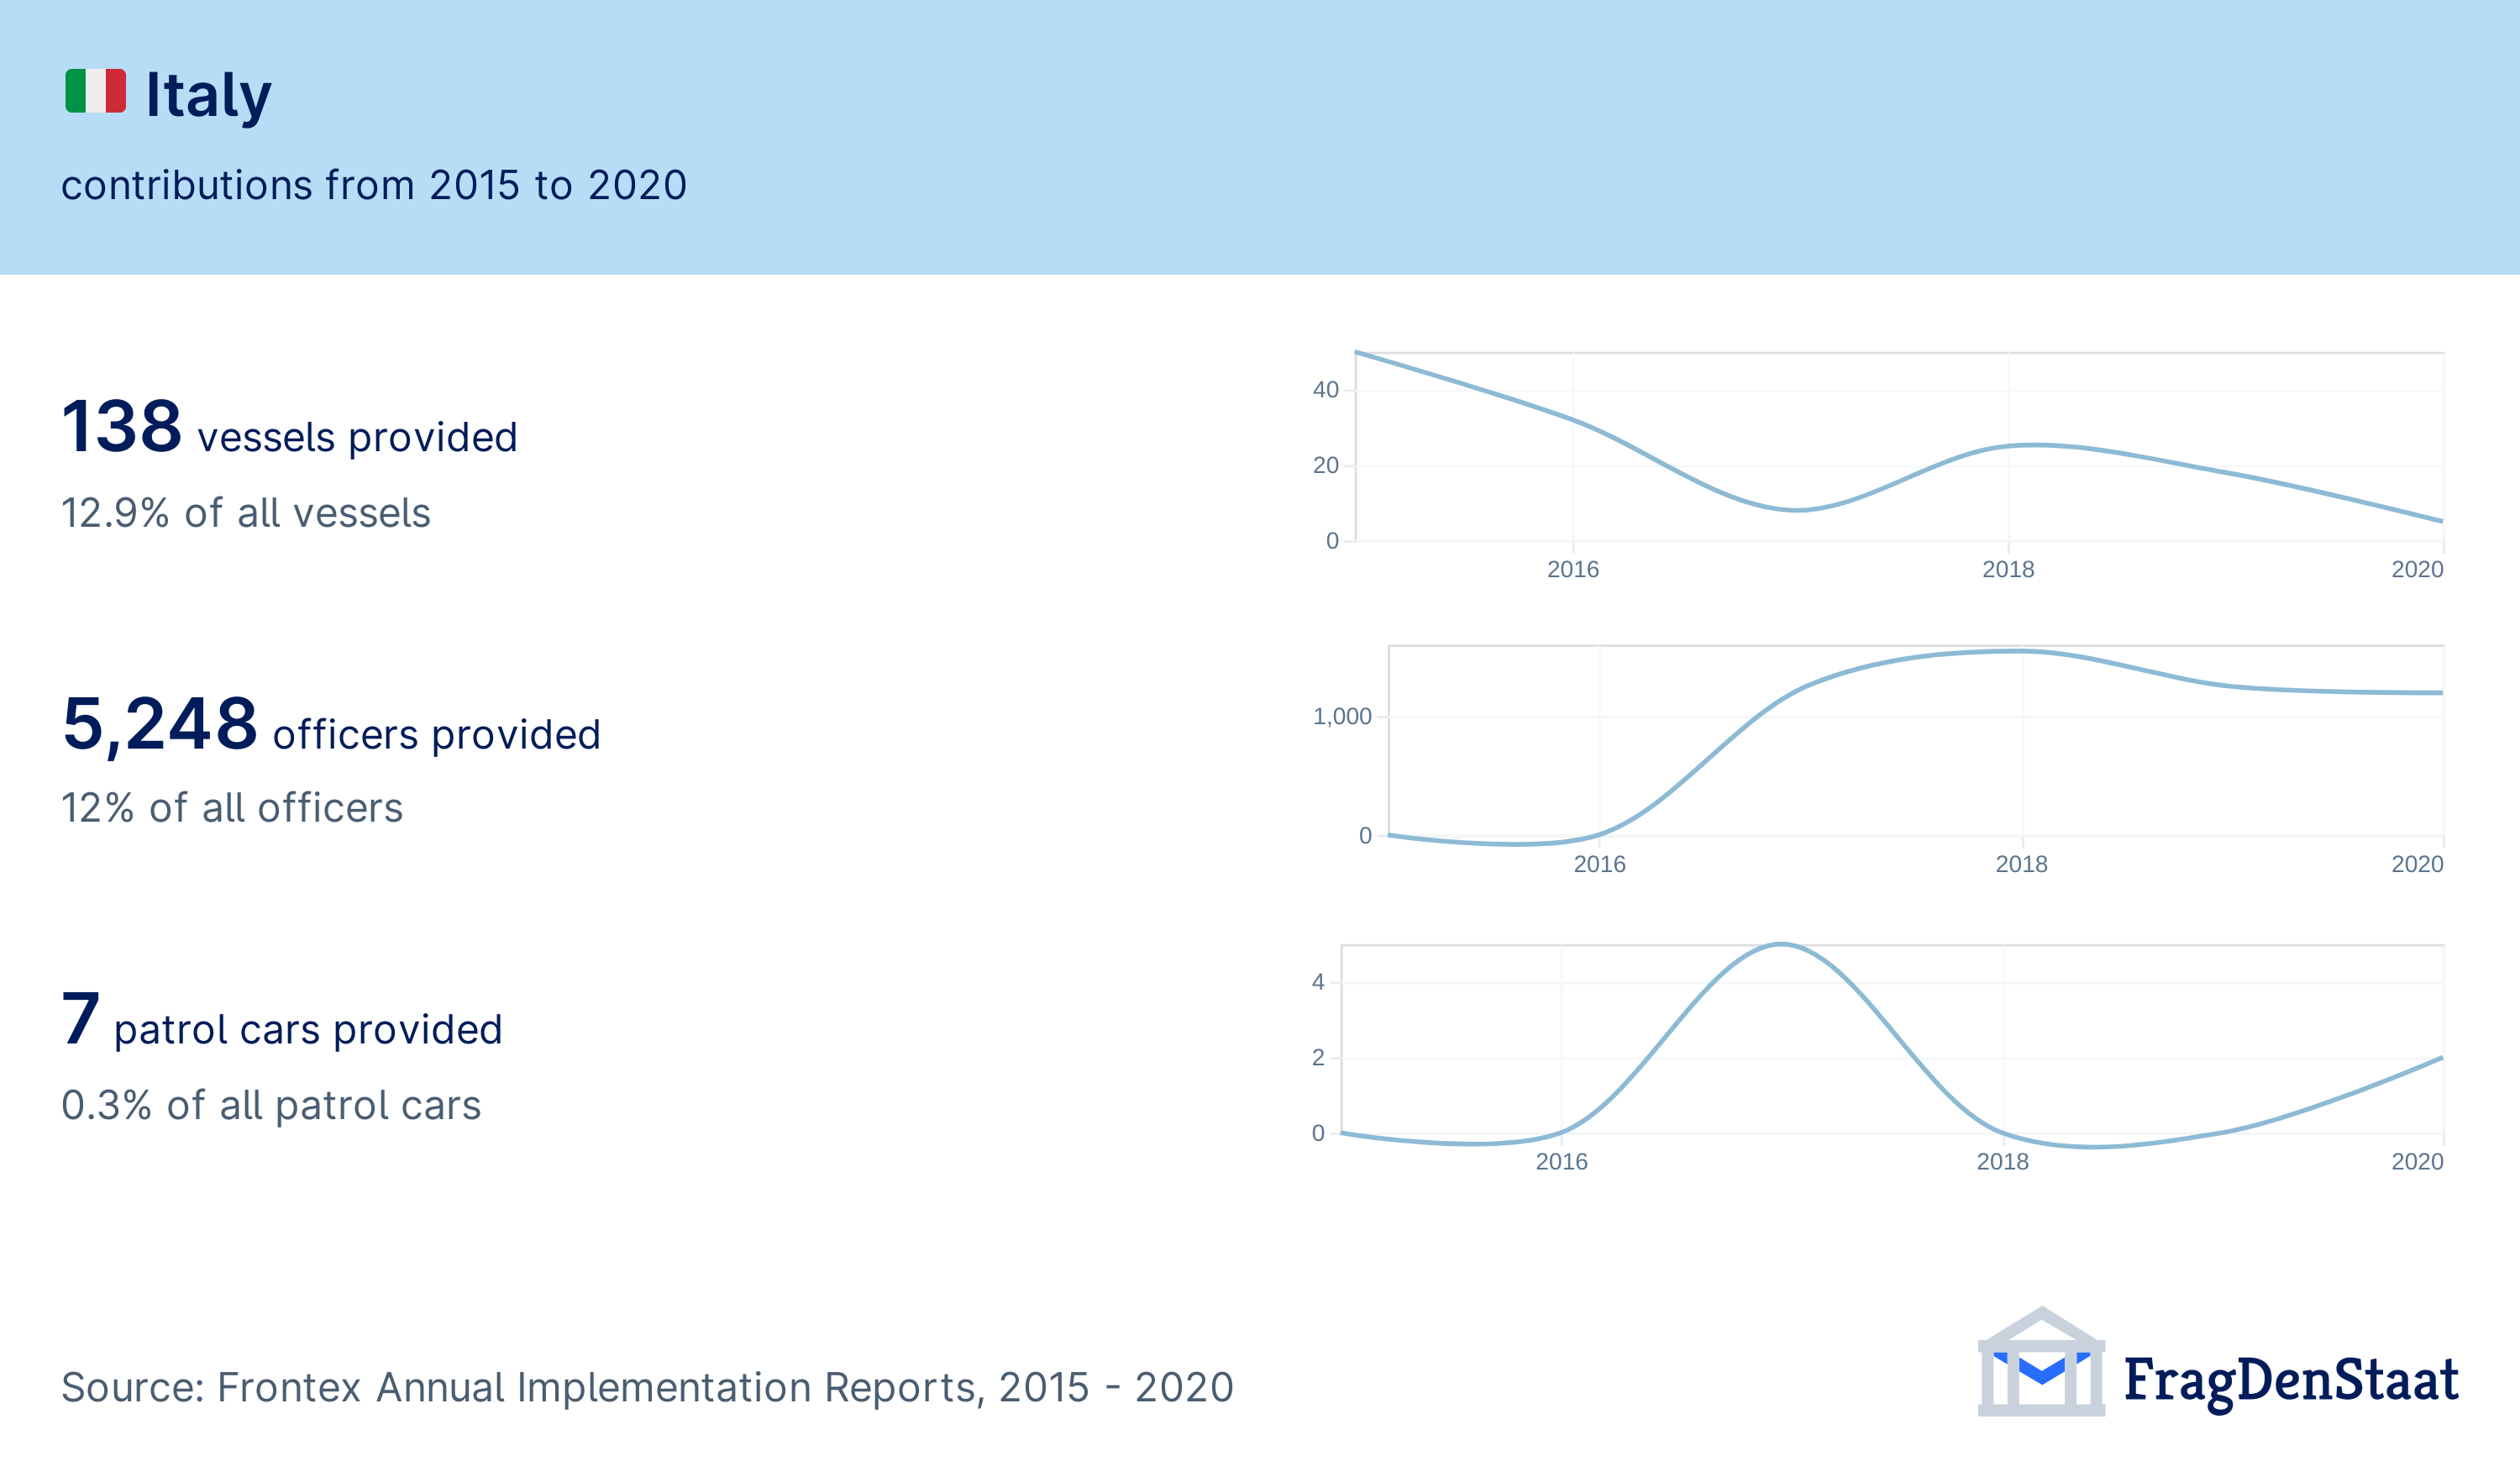 Italy
contributions from 2015 to 2020
138 vessels provided
12.9% of all vessels
40
20
0
2016 2018 2020
5,248 officers provided
12% of all officers
1,000
0
2016 2018 2020
7 patrol cars provided
0.3% of all patrol cars
4
2
0
2016 2018 2020
Source: Frontex Annual Implementation Reports, 2015 - 2020
FragDenStaat